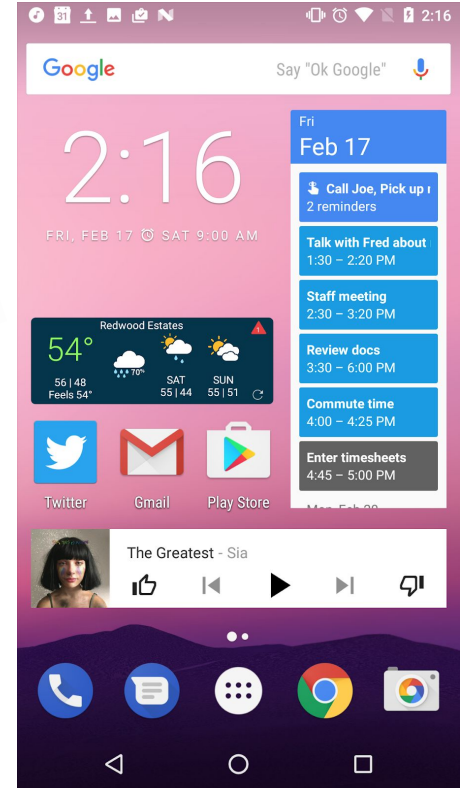 31
2:16
Google
Say "Ok Google"
2:16
FRI, FEB 17 SAT 9:00 AM
Fri
Feb 17
Call Joe, Pick up
2 reminders
Talk with Fred about
1:30 – 2:20 PM
Staff meeting
2:30 – 3:20 PM
Review docs
3:30 – 6:00 PM
Commute time
4:00 – 4:25 PM
Enter timesheets
4:45 – 5:00 PM
Redwood Estates
54°
70%
56 | 48
Feels 54°
SAT
55 | 44
SUN
55 | 51
Twitter
Gmail
Play Store
The Greatest - Sia